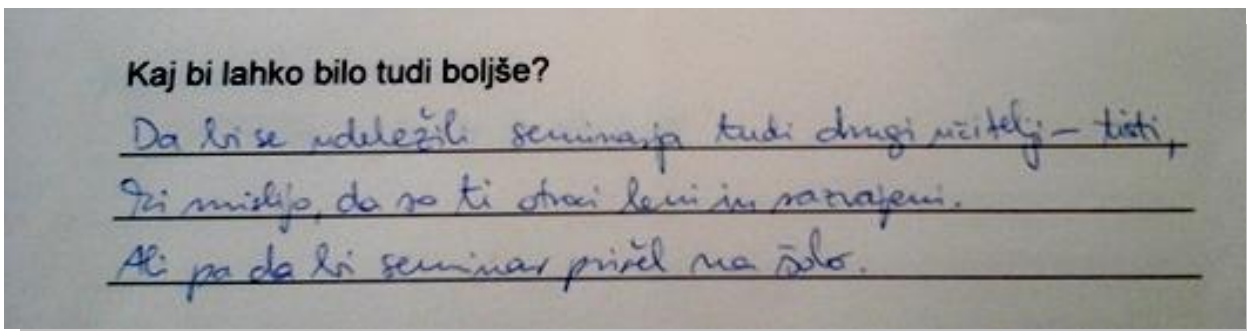 Kaj bi lahko bilo tudi boljše?
Da bi se udeležili seminarja tudi drugi učitelji – tisti,
ki mislijo, da so ti otroci leni in razvajeni.
Ali pa da bi seminar prišel na šolo.